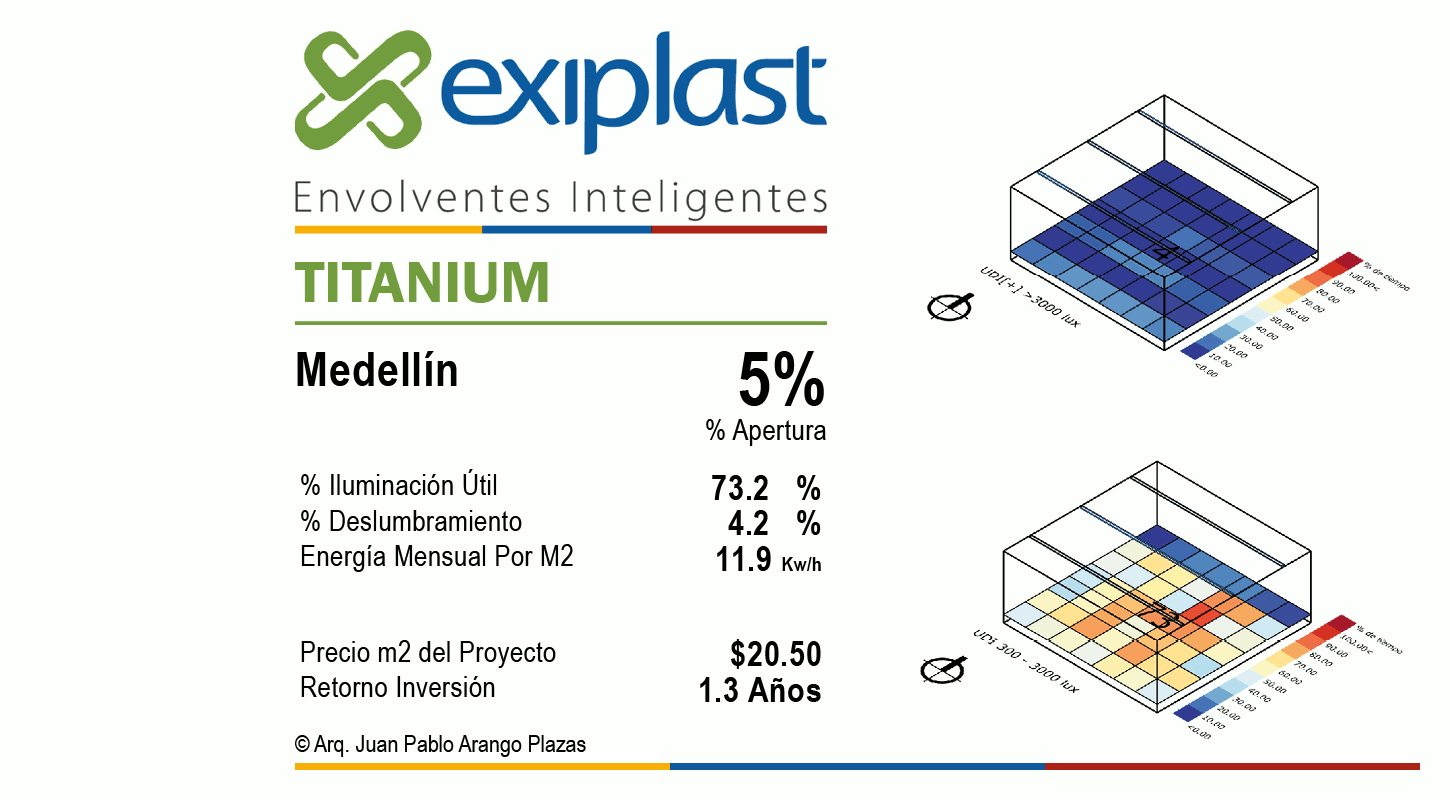 exiplast
Envolventes Inteligentes
TITANIUM
Medellín
5%
% Apertura
% Iluminación Útil 73.2 %
% Deslumbramiento 4.2 %
Energía Mensual Por M2 11.9 Kw/h
Precio m2 del Proyecto $20.50
Retorno Inversión 1.3 Años
© Arq. Juan Pablo Arango Plazas
4
UDI[+] >3000 lux
% de tiempo
100.00<
90.00
80.00
70.00
60.00
50.00
40.00
30.00
20.00
10.00
<0.00
73
UDi 300 - 3000 lux
% de tiempo
100.00<
90.00
80.00
70.00
60.00
50.00
40.00
30.00
20.00
10.00
<0.00